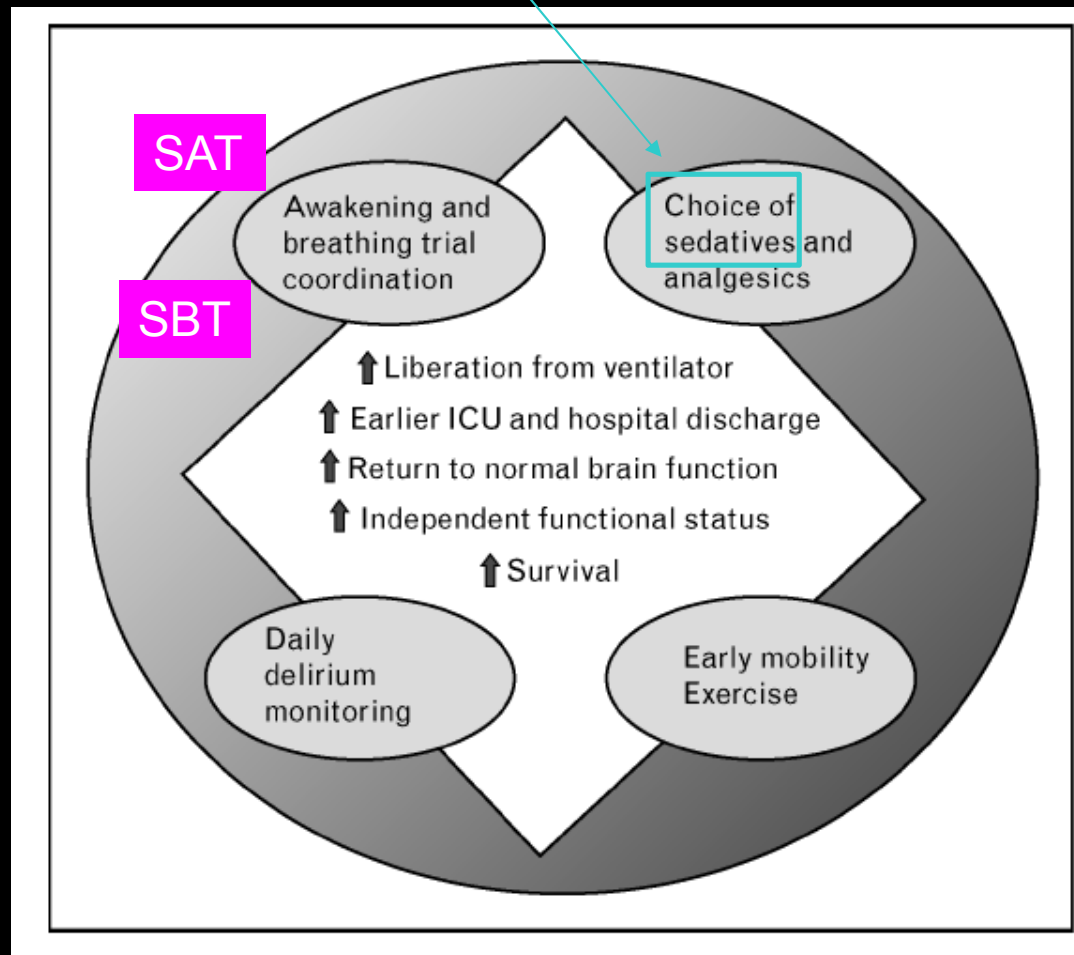 SAT
Awakening and
breathing trial
coordination
SBT
Choice of
sedatives and
analgesics
Liberation from ventilator
Earlier ICU and hospital discharge
Return to normal brain function
Independent functional status
Survival
Daily
delirium
monitoring
Early mobility
Exercise